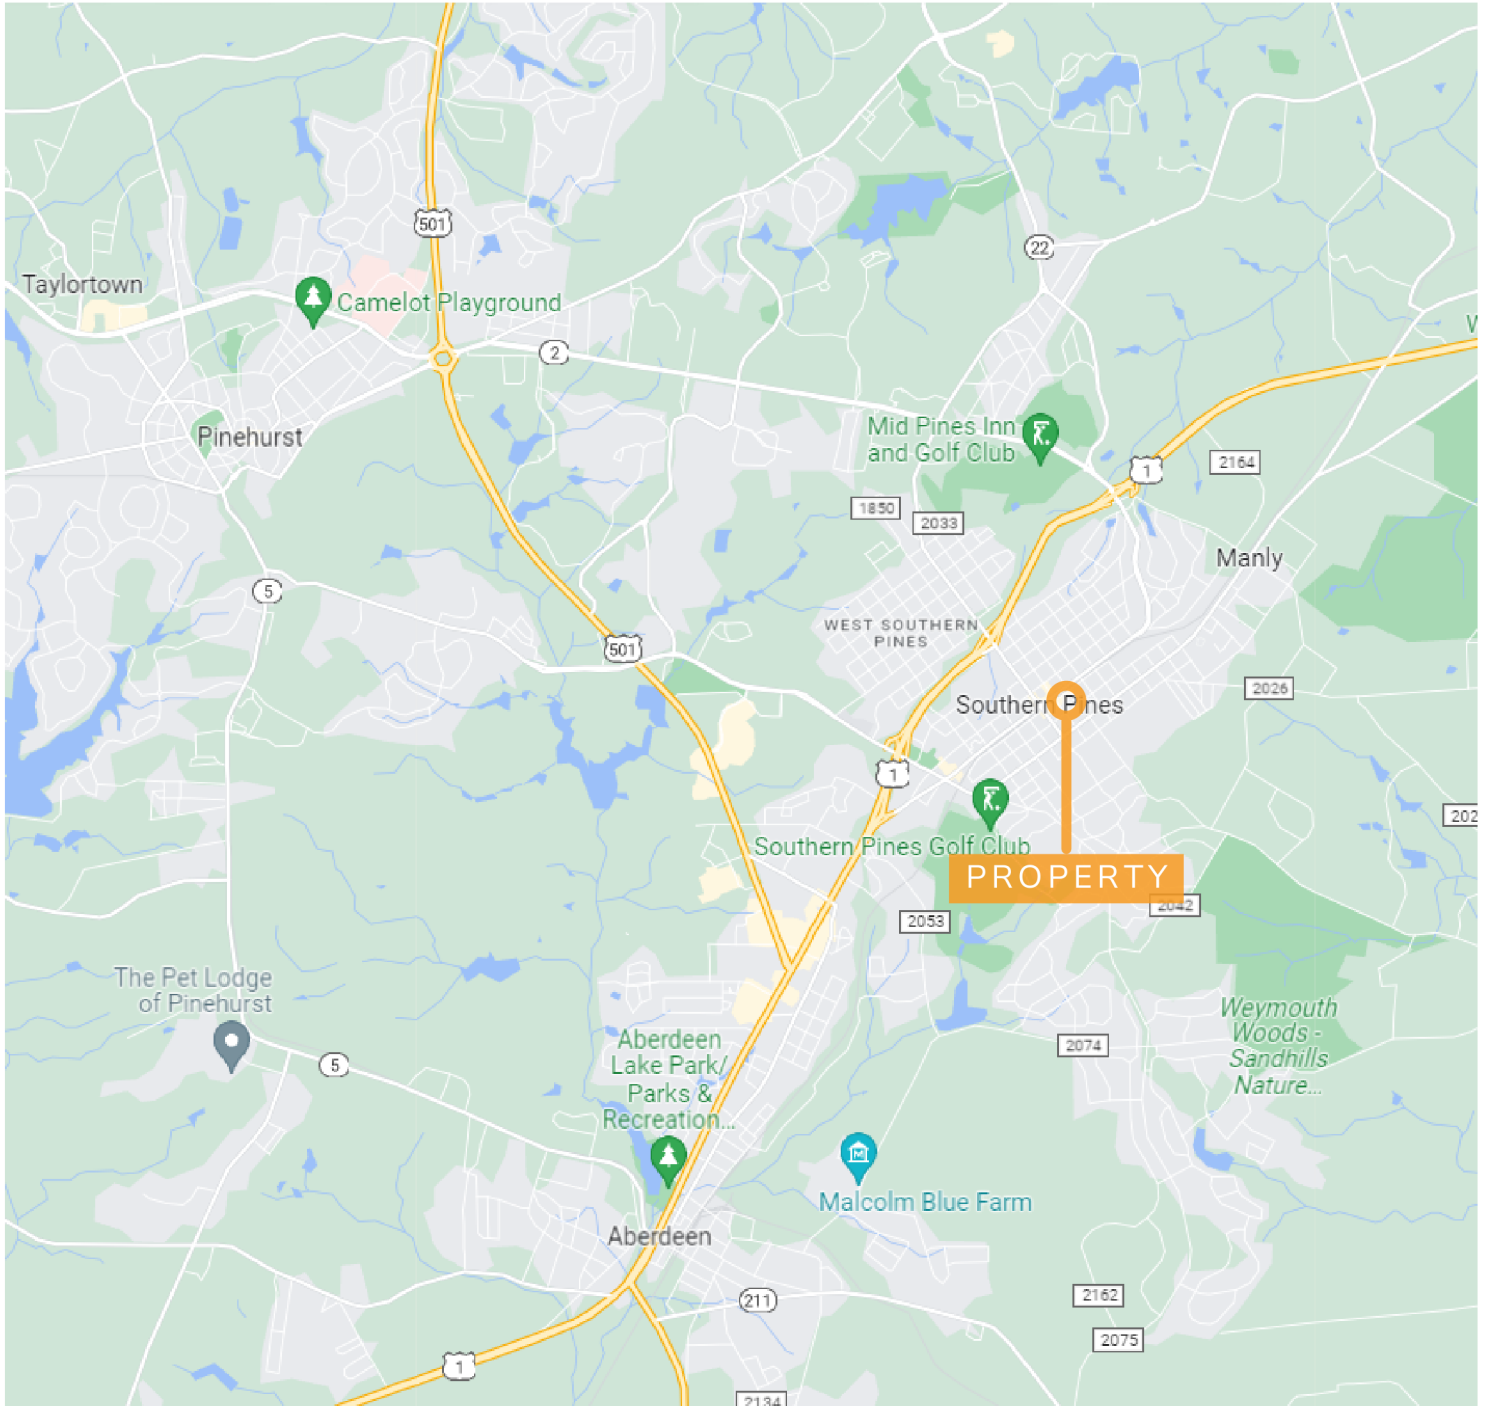 501
22
Taylortown
Camelot Playground
W
2
Mid Pines Inn
and Golf Club
Pinehurst
1
2164
1850
2033
Manly
5
WEST SOUTHERN
PINES
501
2026
Southern Pines
1
202
Southern Pines Golf Club
PROPERTY
2042
2053
The Pet Lodge
of Pinehurst
Weymouth
Woods -
Sandhills
Nature...
Aberdeen
Lake Park/
Parks &
Recreation...
2074
5
Malcolm Blue Farm
Aberdeen
211
2162
2075
1
2134